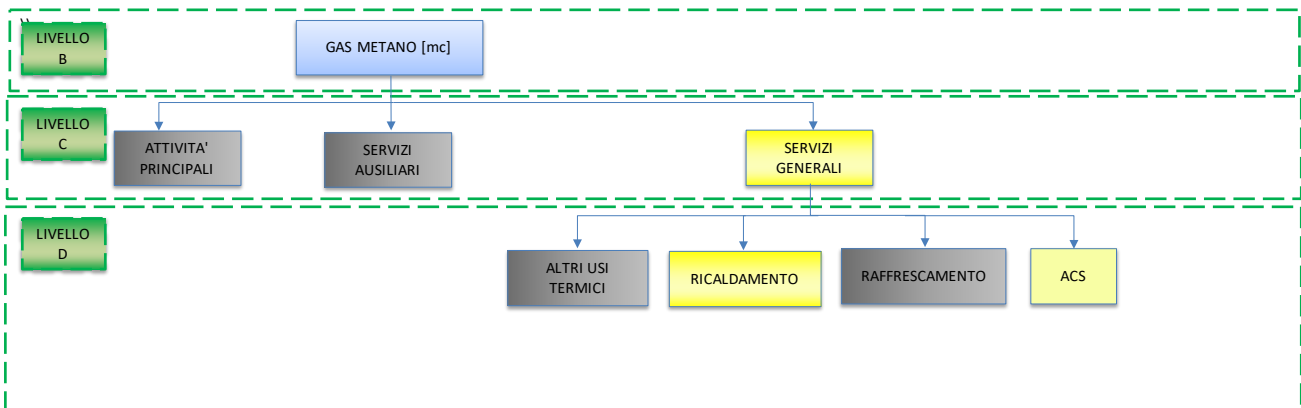 LIVELLO
B
GAS METANO [mc]
LIVELLO
C
ATTIVITA'
PRINCIPALI
SERVIZI
AUSILIARI
SERVIZI
GENERALI
LIVELLO
D
ALTRI USI
TERMICI
RICALDAMENTO
RAFFRESCAMENTO
ACS